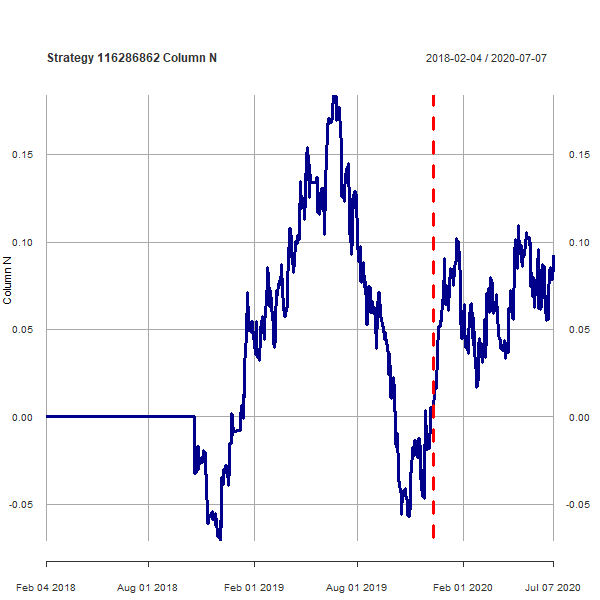 Strategy 116286862 Column N
2018-02-04 / 2020-07-07
Column N
0.15
0.10
0.05
0.00
-0.05
0.15
0.10
0.05
0.00
-0.05
Feb 04 2018
Aug 01 2018
Feb 01 2019
Aug 01 2019
Feb 01 2020
Jul 07 2020